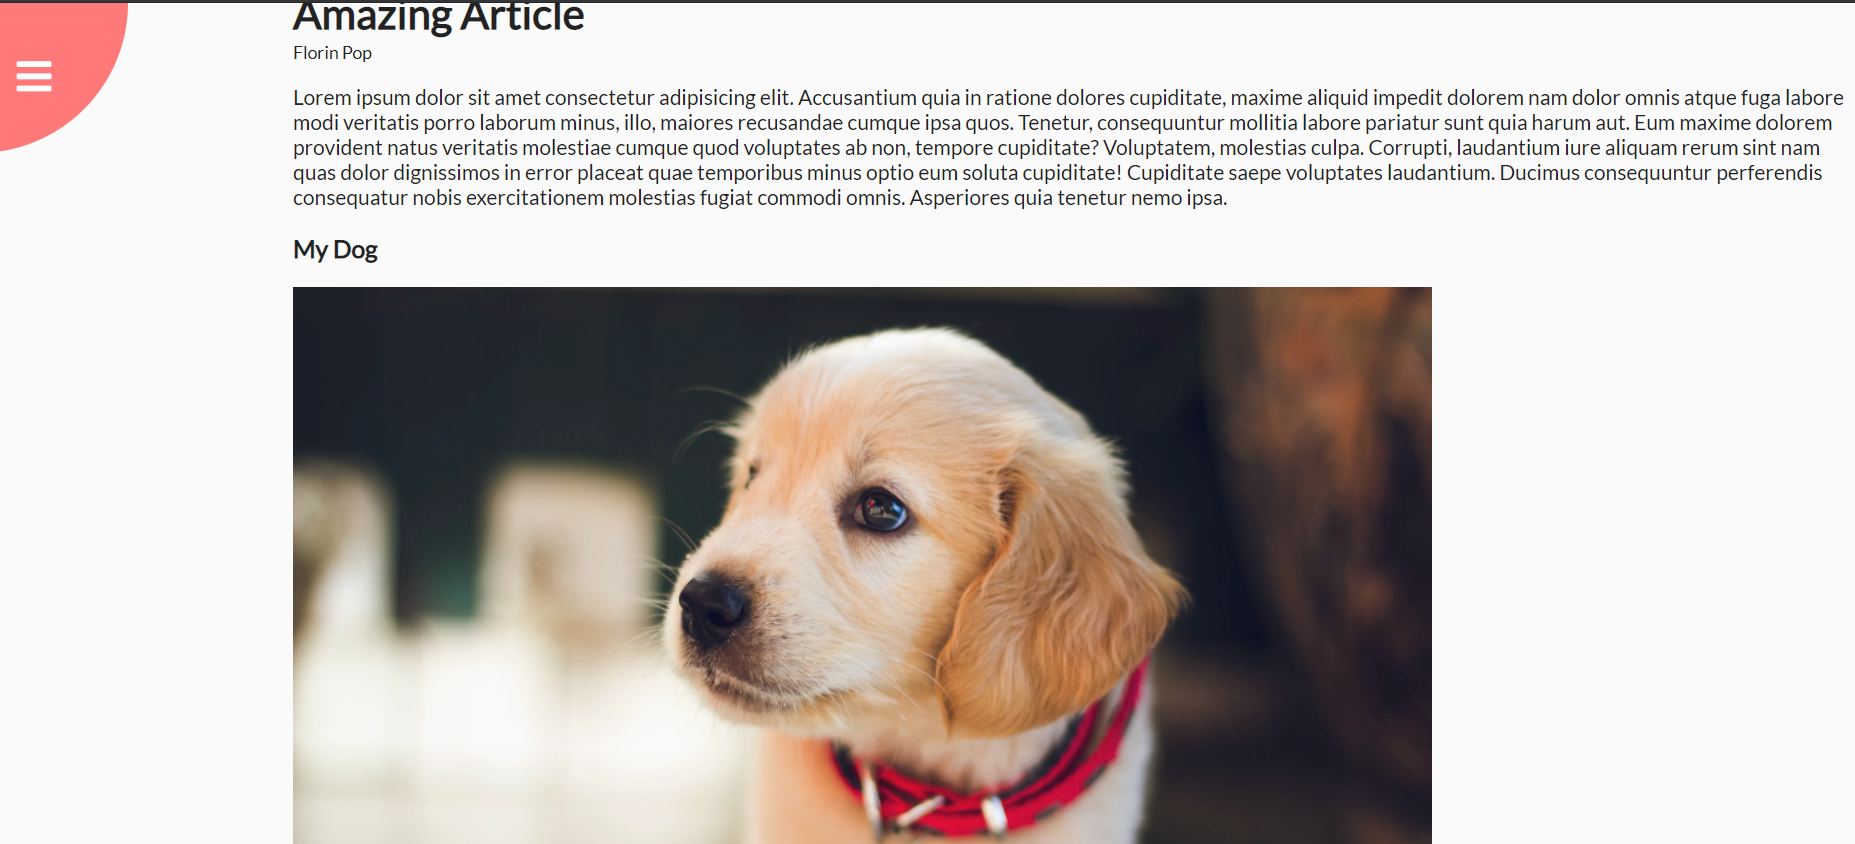 Amazing Article
Florin Pop
Lorem ipsum dolor sit amet consectetur adipisicing elit. Accusantium quia in ratione dolores cupiditate, maxime aliquid impedit dolorem nam dolor omnis atque fuga labore
modi veritatis porro laborum minus, illo, maiores recusandae cumque ipsa quos. Tenetur, consequuntur mollitia labore pariatur sunt quia harum aut. Eum maxime dolorem
provident natus veritatis molestiae cumque quod voluptates ab non, tempore cupiditate? Voluptatem, molestias culpa. Corrupti, laudantium iure aliquam rerum sint nam
quas dolor dignissimos in error placeat quae temporibus minus optio eum soluta cupiditate! Cupiditate saepe voluptates laudantium. Ducimus consequuntur perferendis
consequatur nobis exercitationem molestias fugiat commodi omnis. Asperiores quia tenetur nemo ipsa.
My Dog